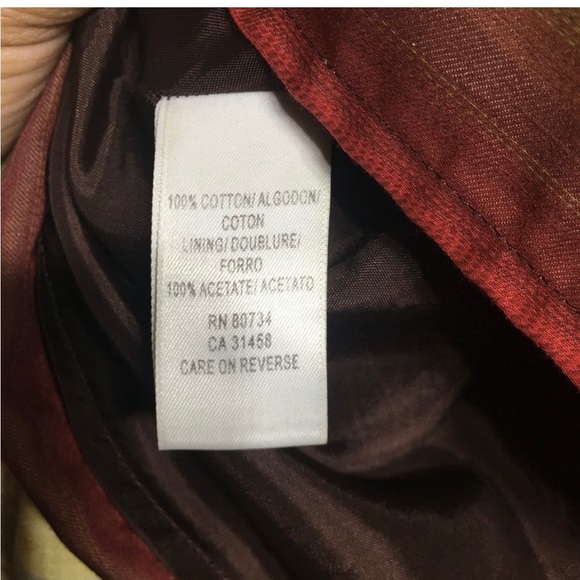 100% COTTON/ALGODON/
COTON
LINING/DOUBLURE/
FORRO
100% ACETATE/ACETATO
RN 80734
CA 31458
CARE ON REVERSE